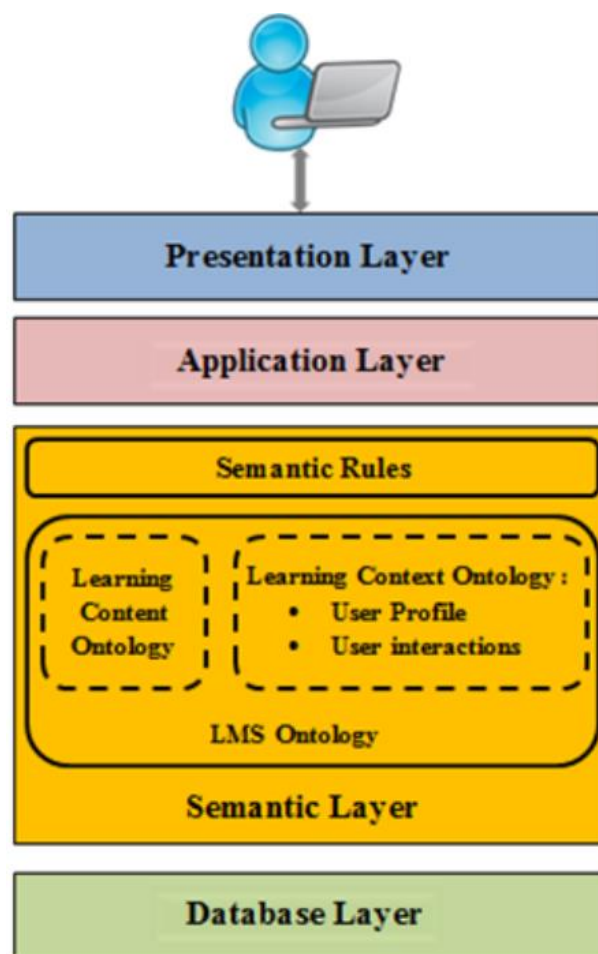 Presentation Layer
Application Layer
Semantic Rules
Learning
Content
Ontology
Learning Context Ontology :
• User Profile
• User interactions
LMS Ontology
Semantic Layer
Database Layer